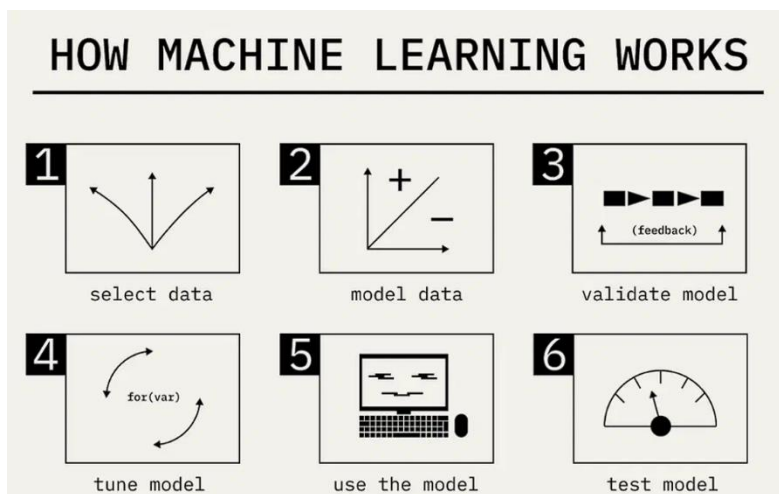 HOW MACHINE LEARNING WORKS
1
2
+
-
3
(feedback)
select data
model data
validate model
4
for(var)
5
6
tune model
use the model
test model